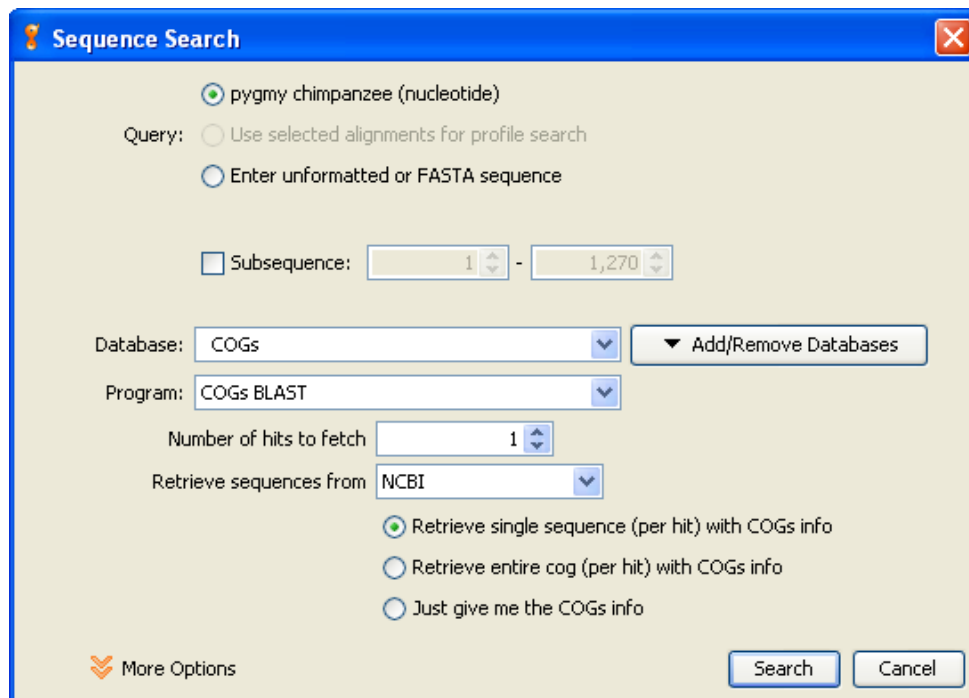 Sequence Search
pygmy chimpanzee (nucleotide)
Query: Use selected alignments for profile search
Enter unformatted or FASTA sequence
Subsequence: 1 - 1,270
Database: COGs Add/Remove Databases
Program: COGs BLAST
Number of hits to fetch 1
Retrieve sequences from NCBI
Retrieve single sequence (per hit) with COGs info
Retrieve entire cog (per hit) with COGs info
Just give me the COGs info
More Options Search Cancel